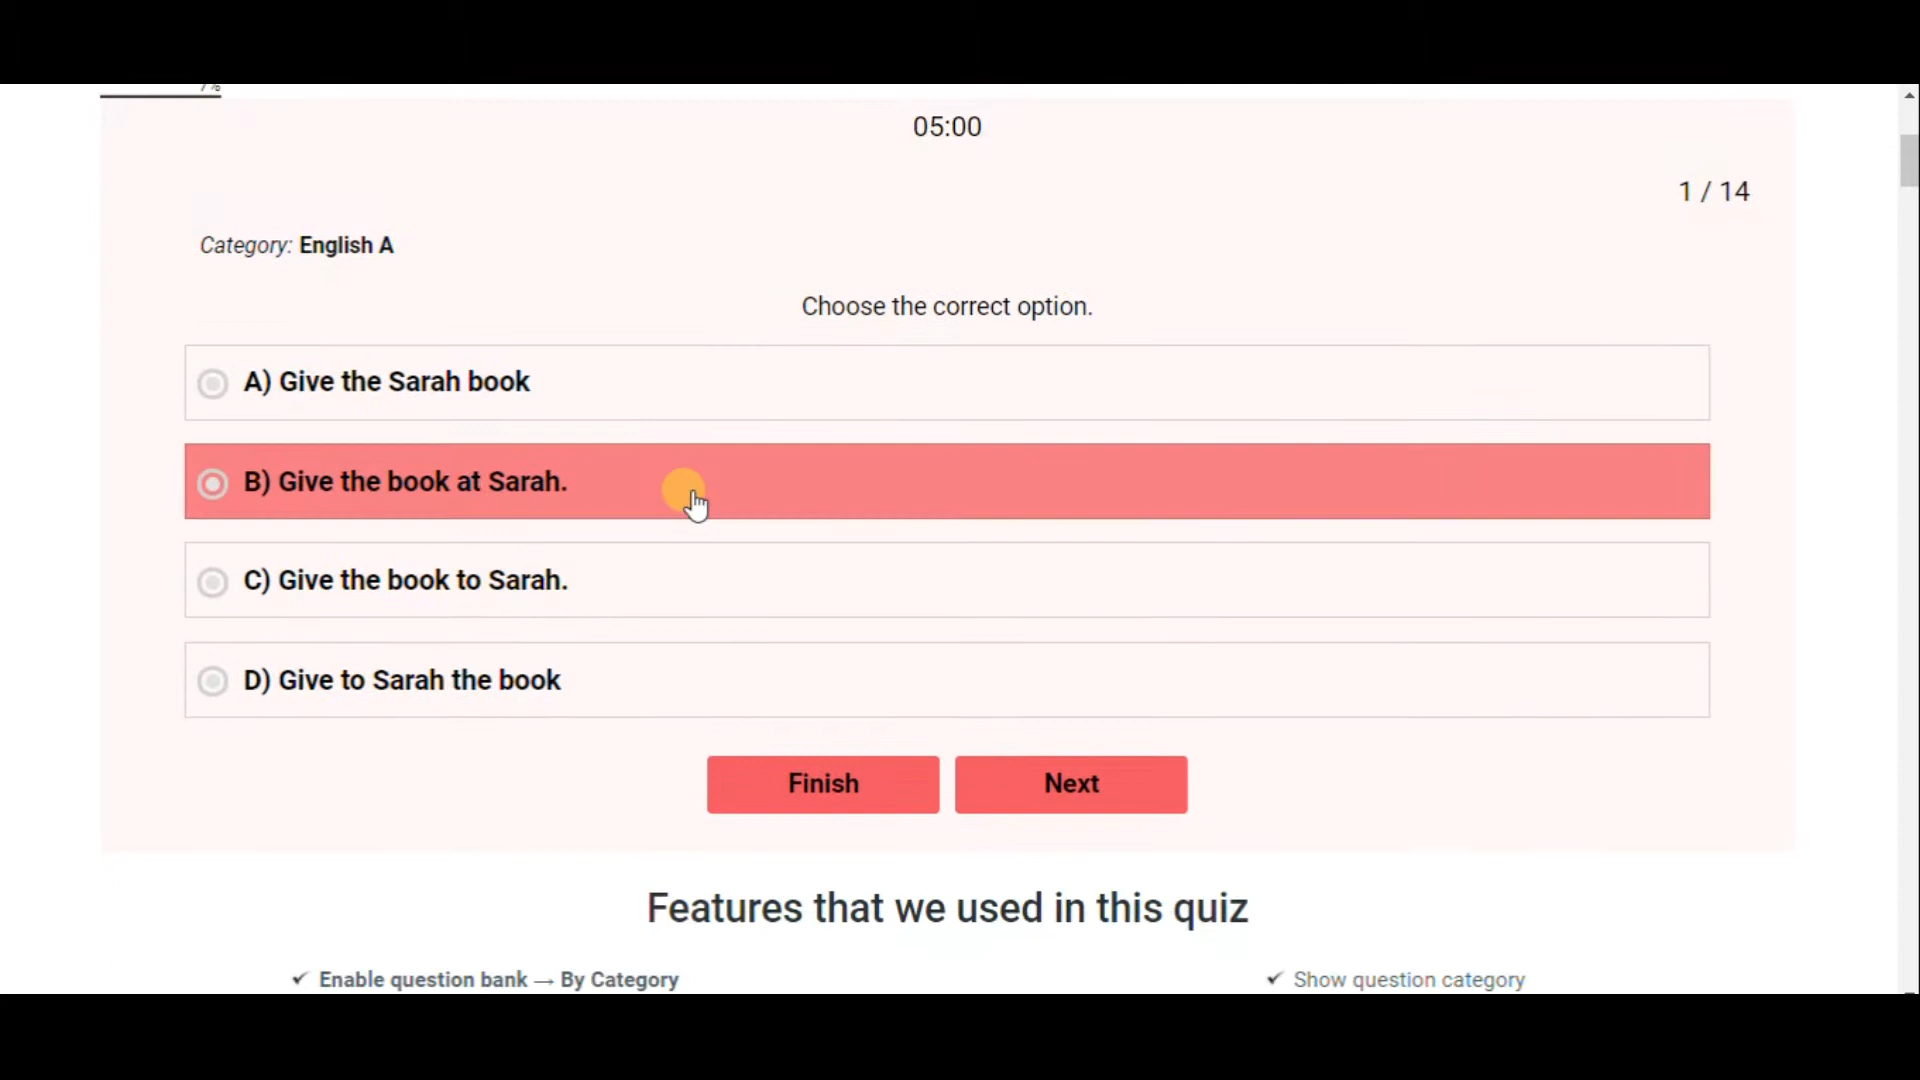 7%
05:00
1 / 14
Category: English A
Choose the correct option.
A) Give the Sarah book
B) Give the book at Sarah.
C) Give the book to Sarah.
D) Give to Sarah the book
Finish Next
Features that we used in this quiz
✓ Enable question bank → By Category ✓ Show question category